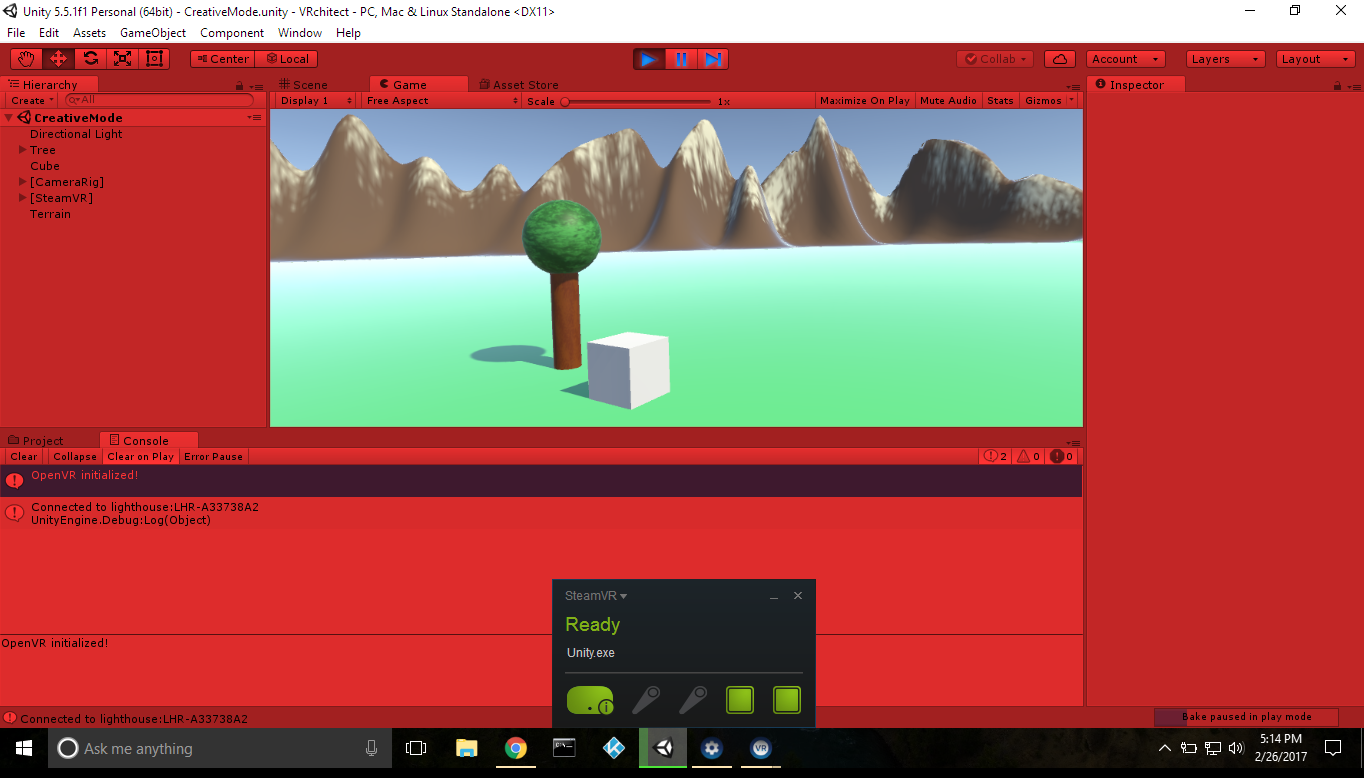 Unity 5.5.1f1 Personal (64bit) - CreativeMode.unity - VRchitect - PC, Mac & Linux Standalone <DX11>
File Edit Assets GameObject Component Window Help
Center Local Collab Account Layers Layout
Hierarchy Scene Game Asset Store Inspector
Create All Display 1 Free Aspect Scale 1x Maximize On Play Mute Audio Stats Gizmos
CreativeMode
Directional Light
Tree
Cube
[CameraRig]
[SteamVR]
Terrain
Project Console
Clear Collapse Clear on Play Error Pause 2 0 0
OpenVR initialized!
Connected to lighthouse:LHR-A33738A2
UnityEngine.Debug:Log(Object)
OpenVR initialized!
SteamVR
Ready
Unity.exe
Connected to lighthouse:LHR-A33738A2
Bake paused in play mode
Ask me anything
VR
5:14 PM
2/26/2017